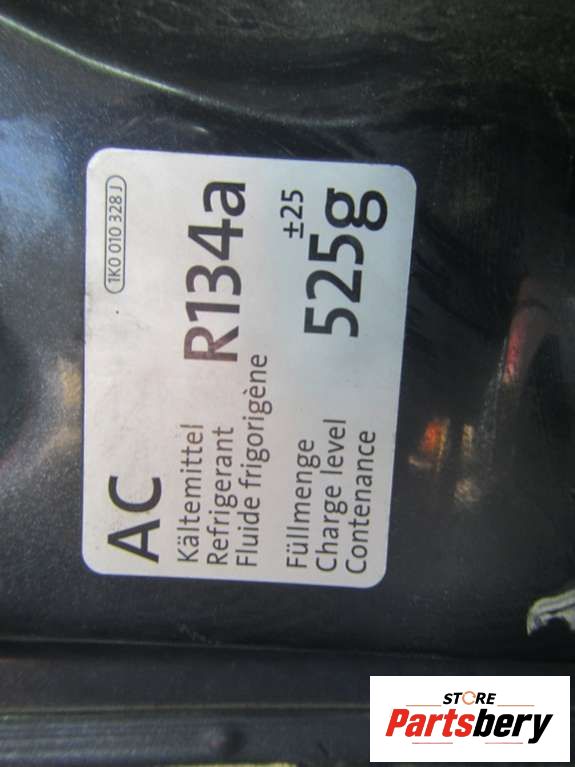 1K0 010 328 J
AC
Kältemittel
Refrigerant
Fluide frigorigène
R134a
Füllmenge
Charge level
Contenance
±25
525g
STORE
Partsbery